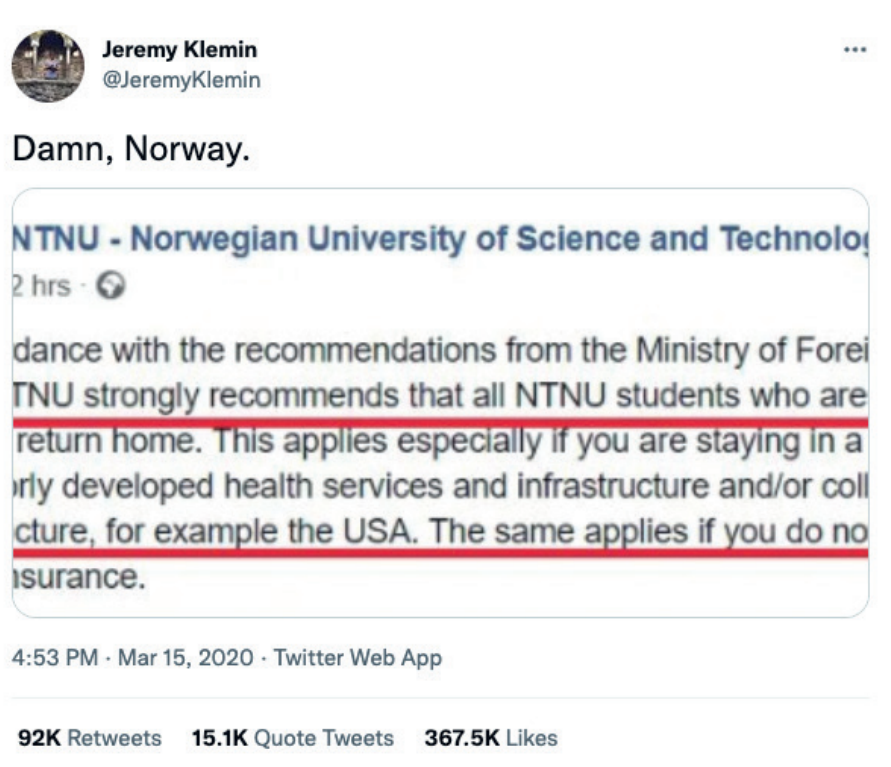 Jeremy Klemin
@JeremyKlemin
Damn, Norway.
NTNU - Norwegian University of Science and Technolog
2 hrs ·
dance with the recommendations from the Ministry of Forei
TNU strongly recommends that all NTNU students who are
return home. This applies especially if you are staying in a
rly developed health services and infrastructure and/or coll
cture, for example the USA. The same applies if you do no
nsurance.
4:53 PM · Mar 15, 2020 · Twitter Web App
92K Retweets 15.1K Quote Tweets 367.5K Likes